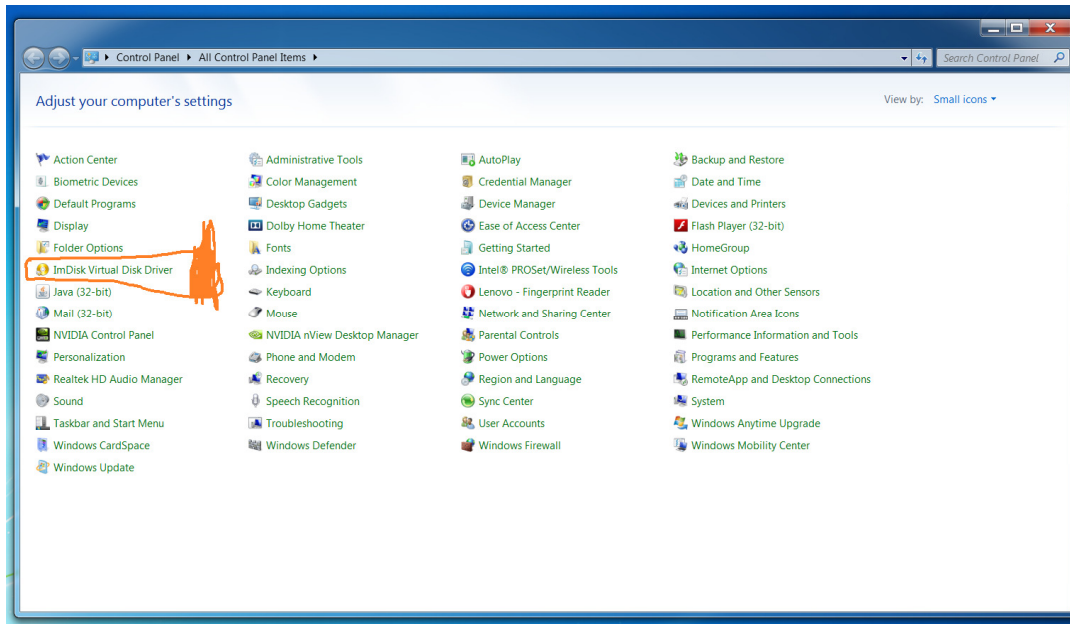 Control Panel ▸ All Control Panel Items ▸ Search Control Panel
Adjust your computer's settings View by: Small icons
Action Center Administrative Tools AutoPlay Backup and Restore
Biometric Devices Color Management Credential Manager Date and Time
Default Programs Desktop Gadgets Device Manager Devices and Printers
Display Dolby Home Theater Ease of Access Center Flash Player (32-bit)
Folder Options Fonts Getting Started HomeGroup
ImDisk Virtual Disk Driver Indexing Options Intel® PROSet/Wireless Tools Internet Options
Java (32-bit) Keyboard Lenovo - Fingerprint Reader Location and Other Sensors
Mail (32-bit) Mouse Network and Sharing Center Notification Area Icons
NVIDIA Control Panel NVIDIA nView Desktop Manager Parental Controls Performance Information and Tools
Personalization Phone and Modem Power Options Programs and Features
Realtek HD Audio Manager Recovery Region and Language RemoteApp and Desktop Connections
Sound Speech Recognition Sync Center System
Taskbar and Start Menu Troubleshooting User Accounts Windows Anytime Upgrade
Windows CardSpace Windows Defender Windows Firewall Windows Mobility Center
Windows Update